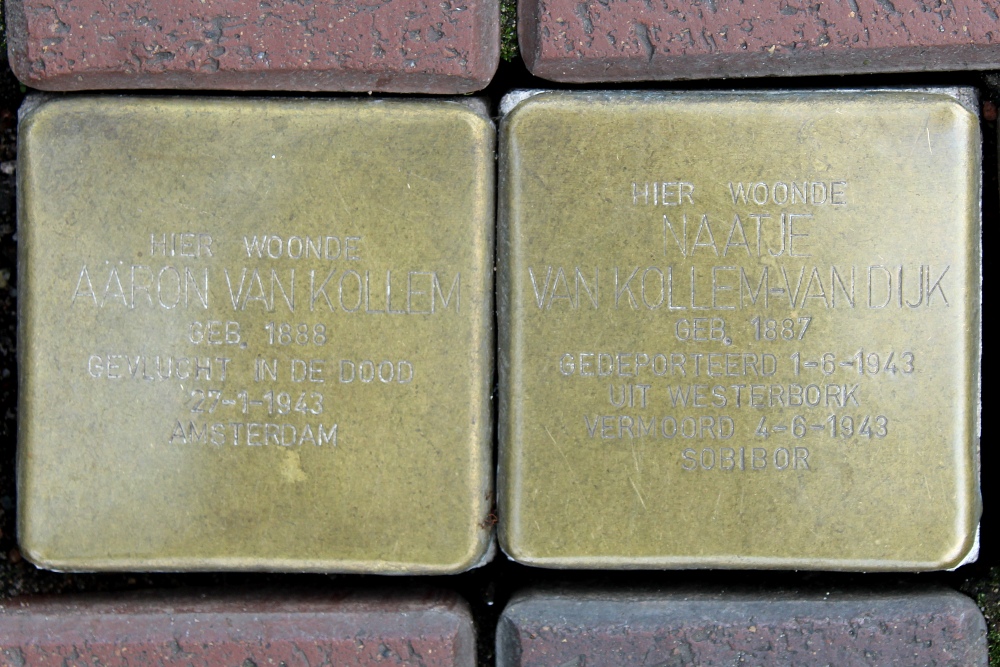 HIER WOONDE
AARON VAN KOLLEM
GEB. 1888
GEVLUCHT IN DE DOOD
27-1-1943
AMSTERDAM
HIER WOONDE
NAATJE
VAN KOLLEM-VAN DIJK
GEB. 1887
GEDEPORTEERD 1-6-1943
UIT WESTERBORK
VERMOORD 4-6-1943
SOBIBOR